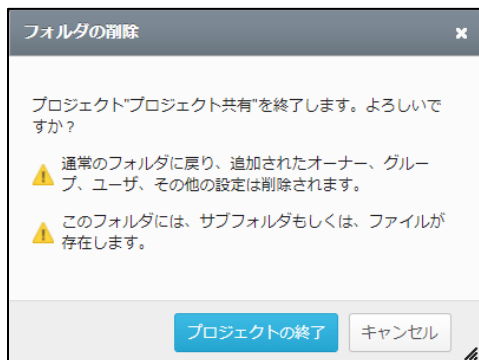 フォルダの削除
プロジェクト"プロジェクト共有"を終了します。よろしいで
すか？
通常のフォルダに戻り、追加されたオーナー、グルー
プ、ユーザ、その他の設定は削除されます。
このフォルダには、サブフォルダもしくは、ファイルが
存在します。
プロジェクトの終了
キャンセル